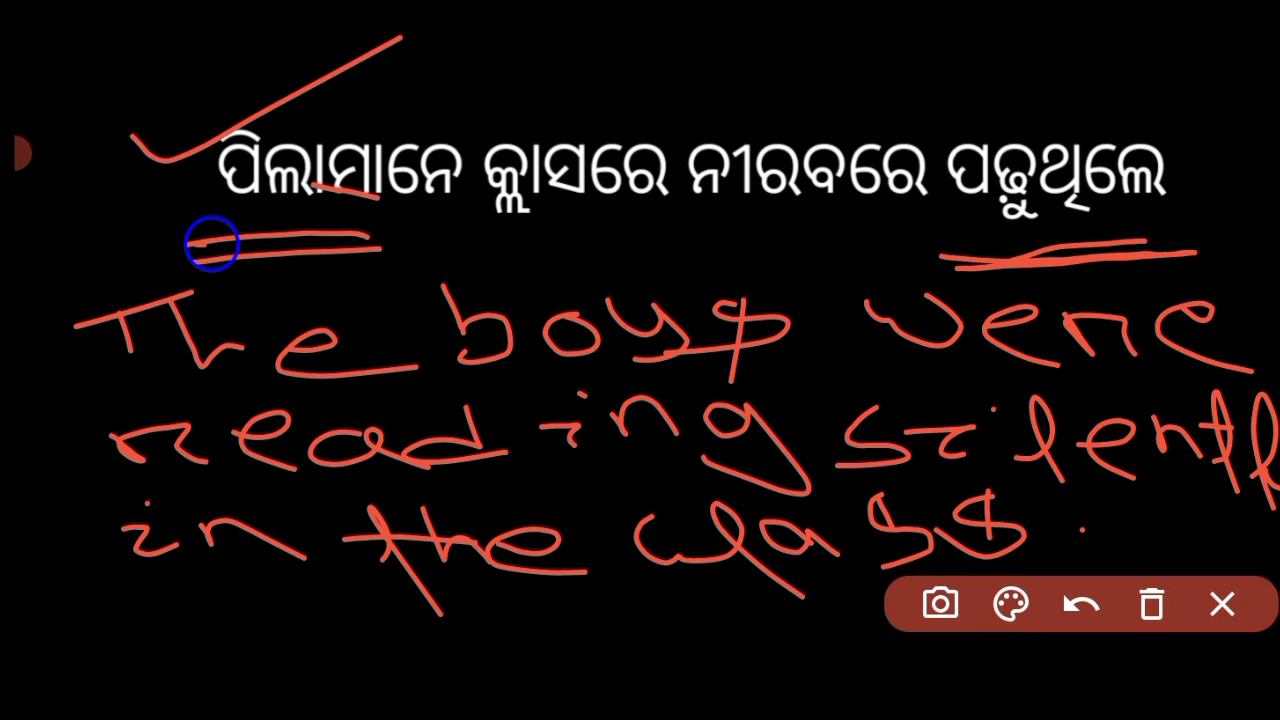 ପିଲାମାନେ କ୍ଲାସରେ ନୀରବରେ ପଢ଼ୁଥିଲେ
The boys were
reading silently
in the class.